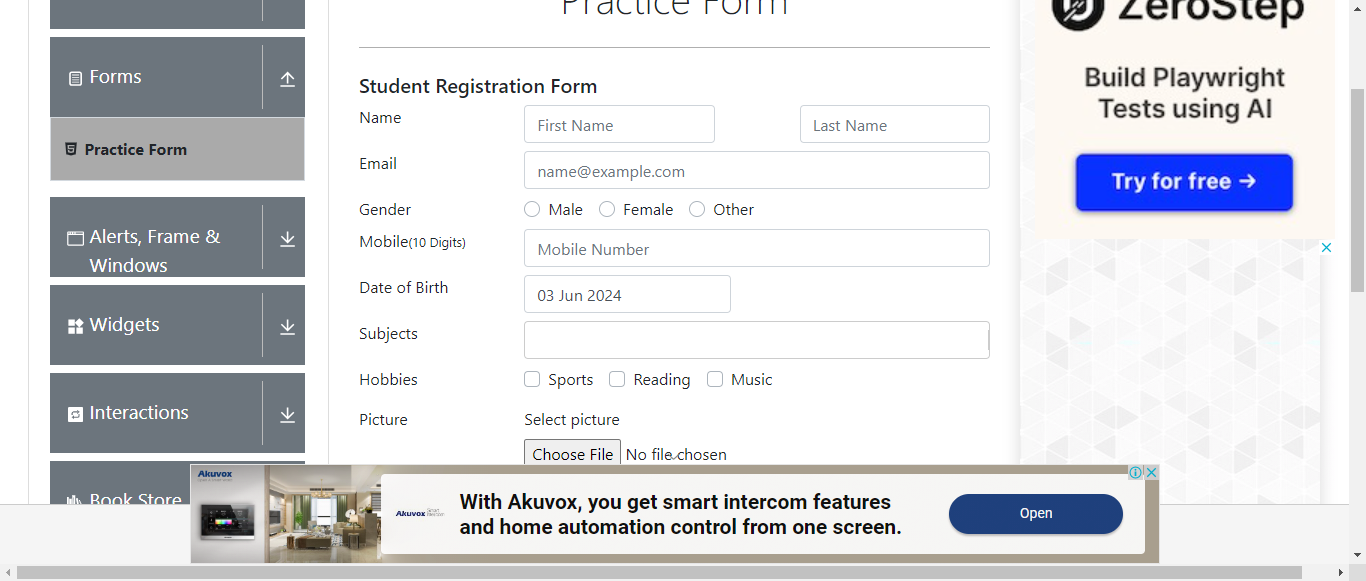 Practice Form
Forms
Practice Form
Alerts, Frame &
Windows
Widgets
Interactions
Book Store
Student Registration Form
Name
First Name
Last Name
Email
name@example.com
Gender
Male
Female
Other
Mobile(10 Digits)
Mobile Number
Date of Birth
03 Jun 2024
Subjects
Hobbies
Sports
Reading
Music
Picture
Select picture
Choose File No file chosen
ZeroStep
Build Playwright
Tests using AI
Try for free →
Akuvox
Akuvox
With Akuvox, you get smart intercom features
and home automation control from one screen.
Open